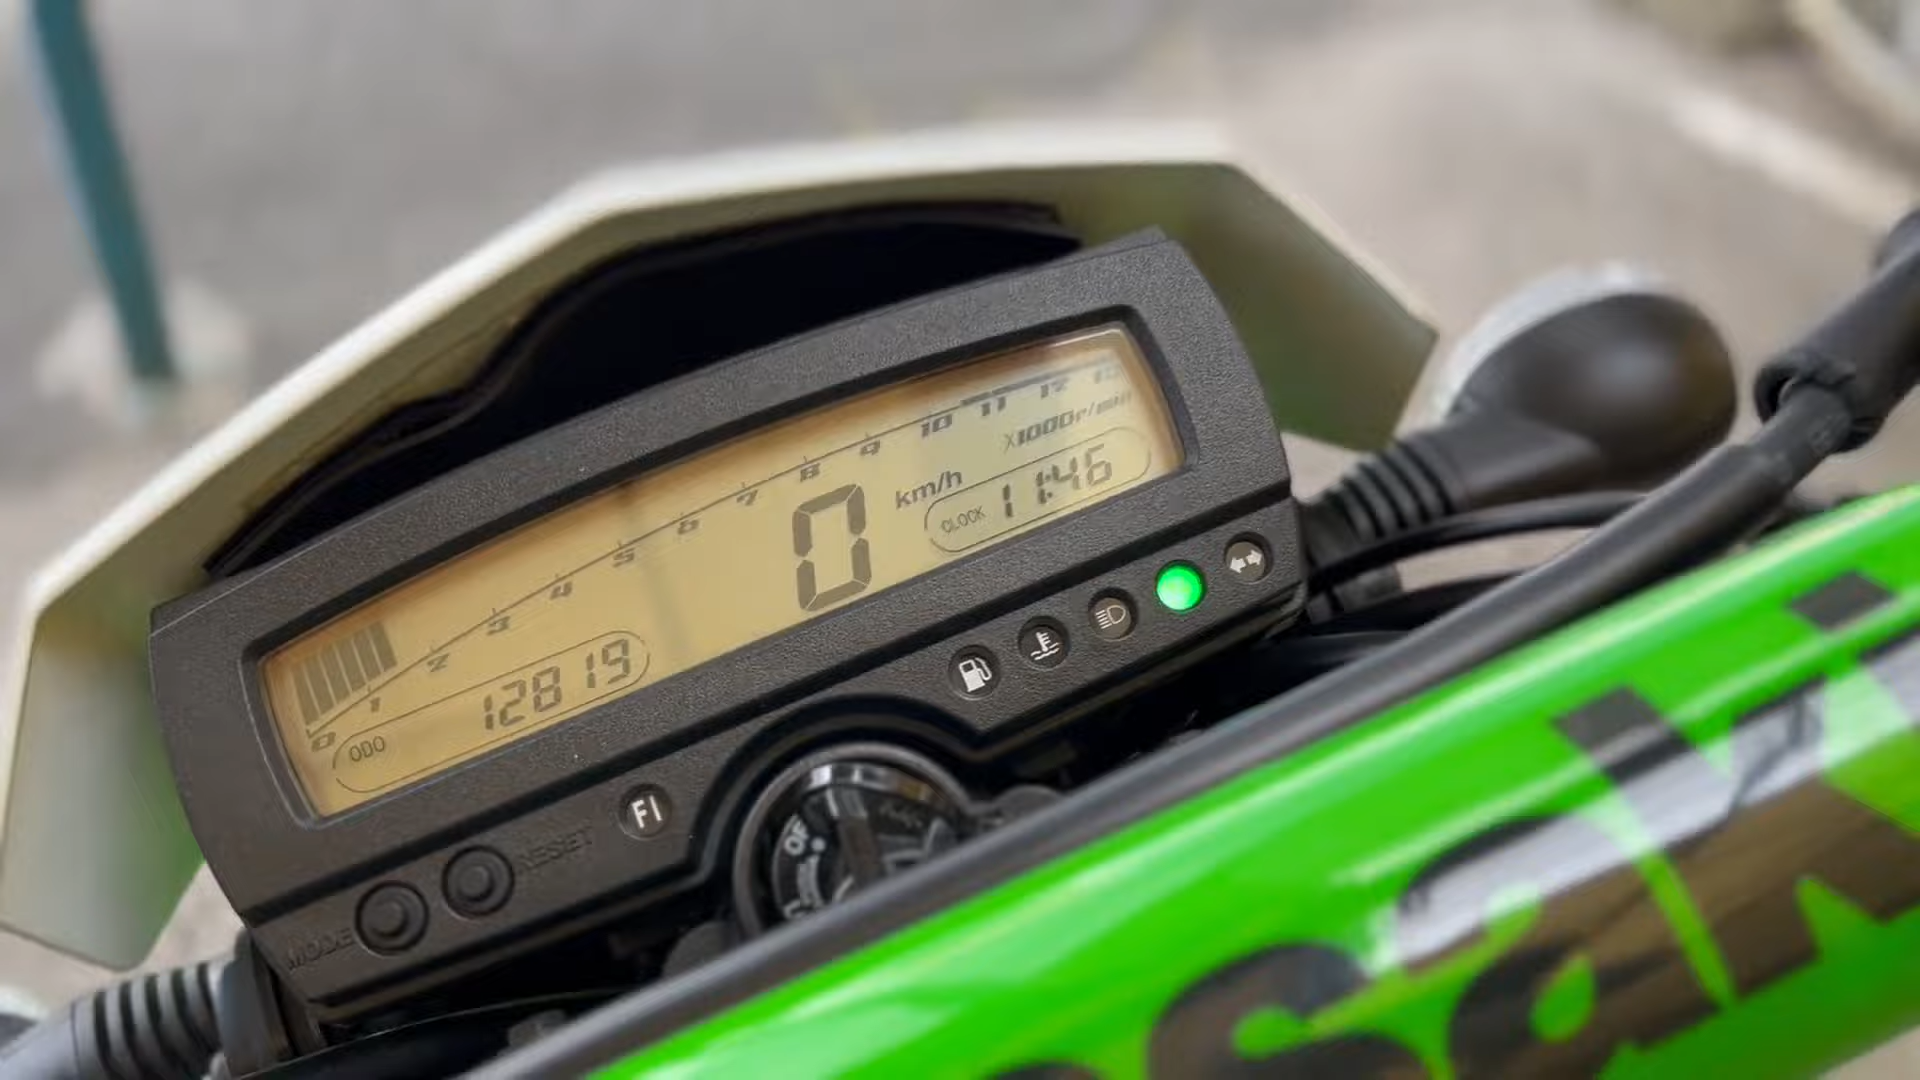 0 1 2 3 4 5 6 7 8 9 10 11 12 13
X1000r/min
0 km/h
CLOCK 11:46
ODO 12819
FI
RESET
MODE